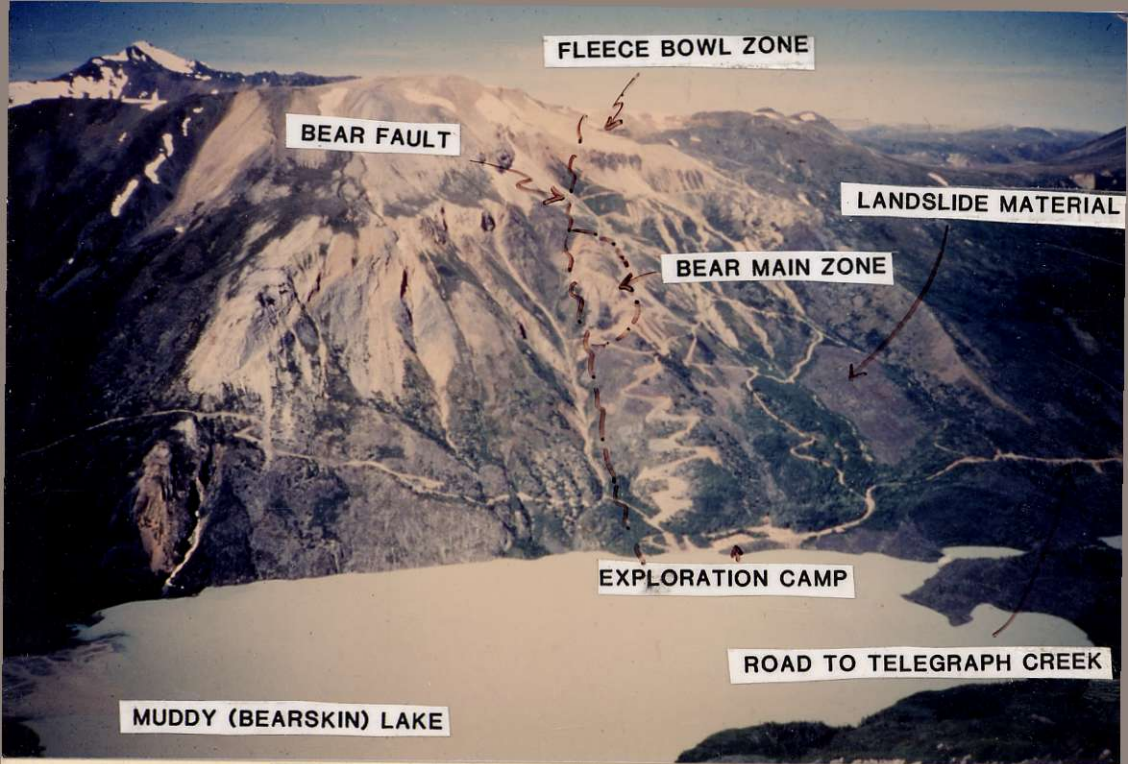 FLEECE BOWL ZONE
BEAR FAULT
LANDSLIDE MATERIAL
BEAR MAIN ZONE
EXPLORATION CAMP
ROAD TO TELEGRAPH CREEK
MUDDY (BEARSKIN) LAKE